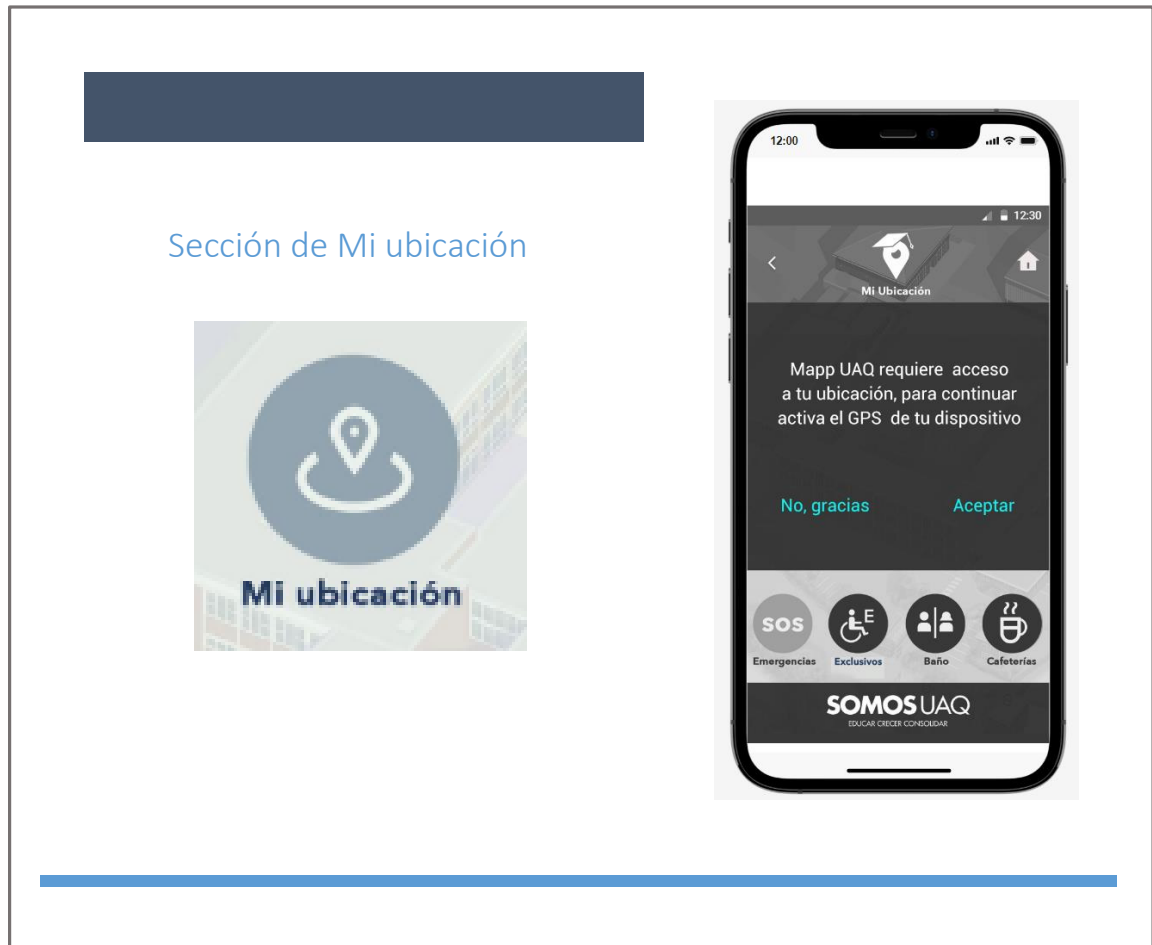 Sección de Mi ubicación
Mi ubicación
12:00
12:30
Mi Ubicación
Mapp UAQ requiere acceso
a tu ubicación, para continuar
activa el GPS de tu dispositivo
No, gracias Aceptar
SOS E
Emergencias Exclusivos Baño Cafeterías
SOMOS UAQ
EDUCAR CRECER CONSOLIDAR